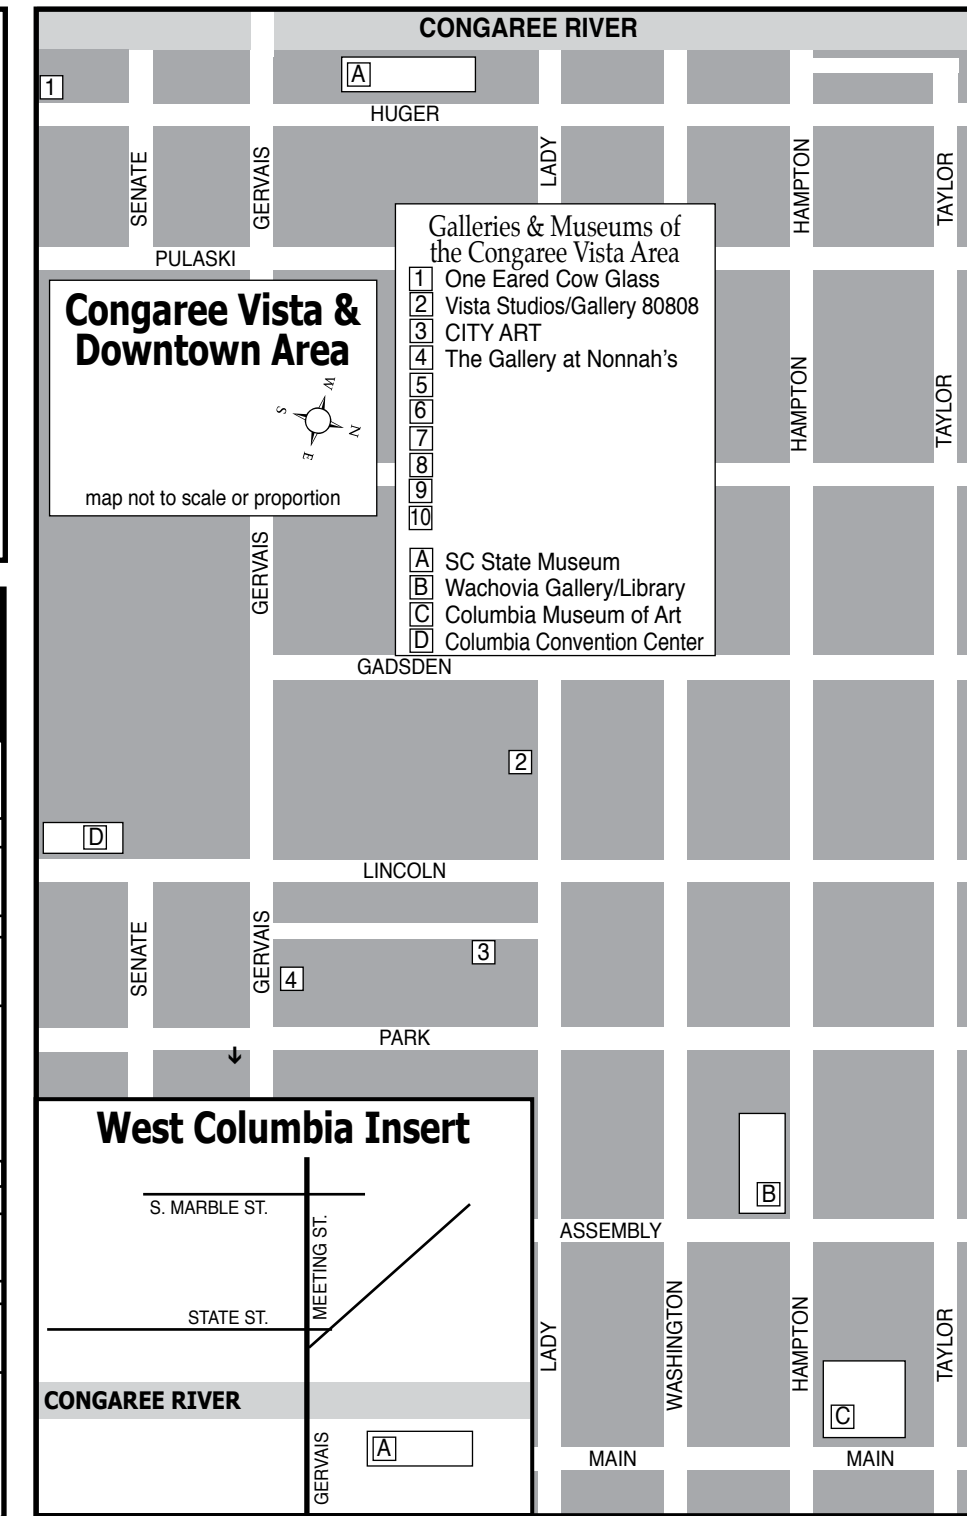 CONGAREE RIVER
1
A
HUGER
SENATE
GERVAIS
LADY
HAMPTON
TAYLOR
PULASKI
Galleries & Museums of
the Congaree Vista Area
1 One Eared Cow Glass
2 Vista Studios/Gallery 80808
3 CITY ART
4 The Gallery at Nonnah's
5
6
7
8
9
10
A SC State Museum
B Wachovia Gallery/Library
C Columbia Museum of Art
D Columbia Convention Center
Congaree Vista &
Downtown Area
W
S
N
E
map not to scale or proportion
HAMPTON
TAYLOR
GERVAIS
GADSDEN
2
D
LINCOLN
SENATE
GERVAIS
3
4
PARK
West Columbia Insert
S. MARBLE ST.
MEETING ST.
STATE ST.
CONGAREE RIVER
GERVAIS
A
B
ASSEMBLY
LADY
WASHINGTON
HAMPTON
TAYLOR
C
MAIN
MAIN